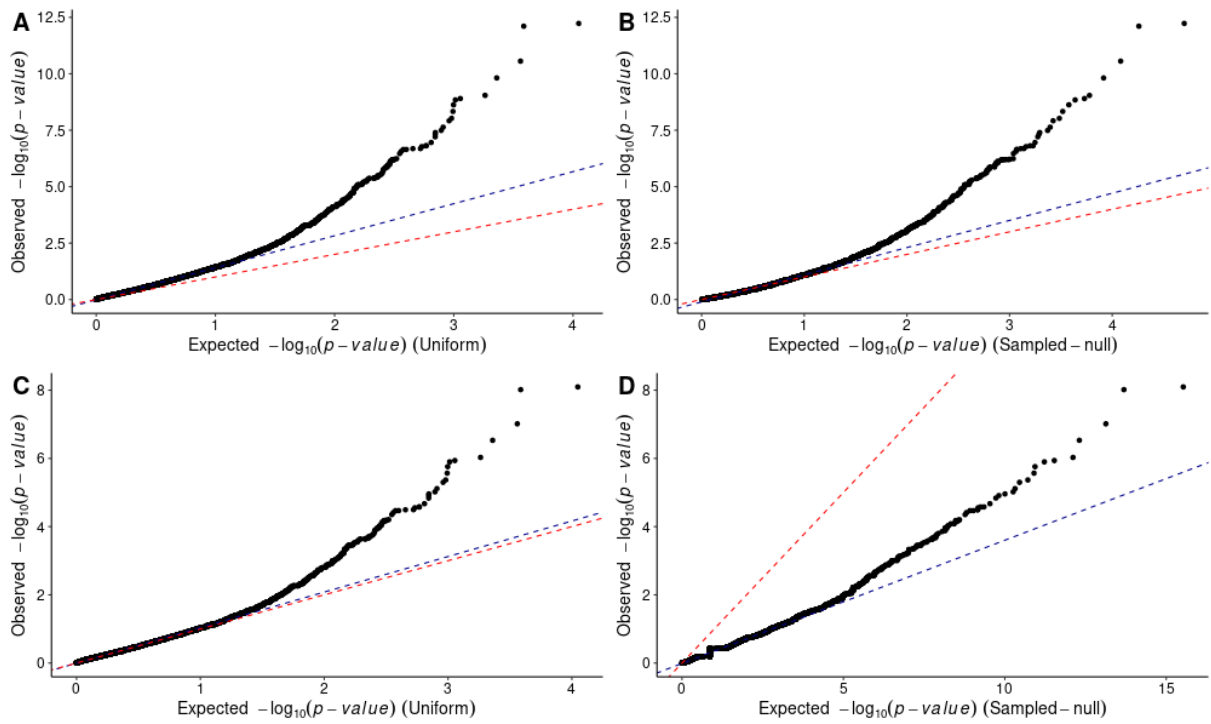 A
12.5
10.0
7.5
5.0
2.5
0.0
Observed −log10(p − value)
0 1 2 3 4
Expected −log10(p − value) (Uniform)
B
12.5
10.0
7.5
5.0
2.5
0.0
Observed −log10(p − value)
0 1 2 3 4
Expected −log10(p − value) (Sampled−null)
C
8
6
4
2
0
Observed −log10(p − value)
0 1 2 3 4
Expected −log10(p − value) (Uniform)
D
8
6
4
2
0
Observed −log10(p − value)
0 5 10 15
Expected −log10(p − value) (Sampled−null)